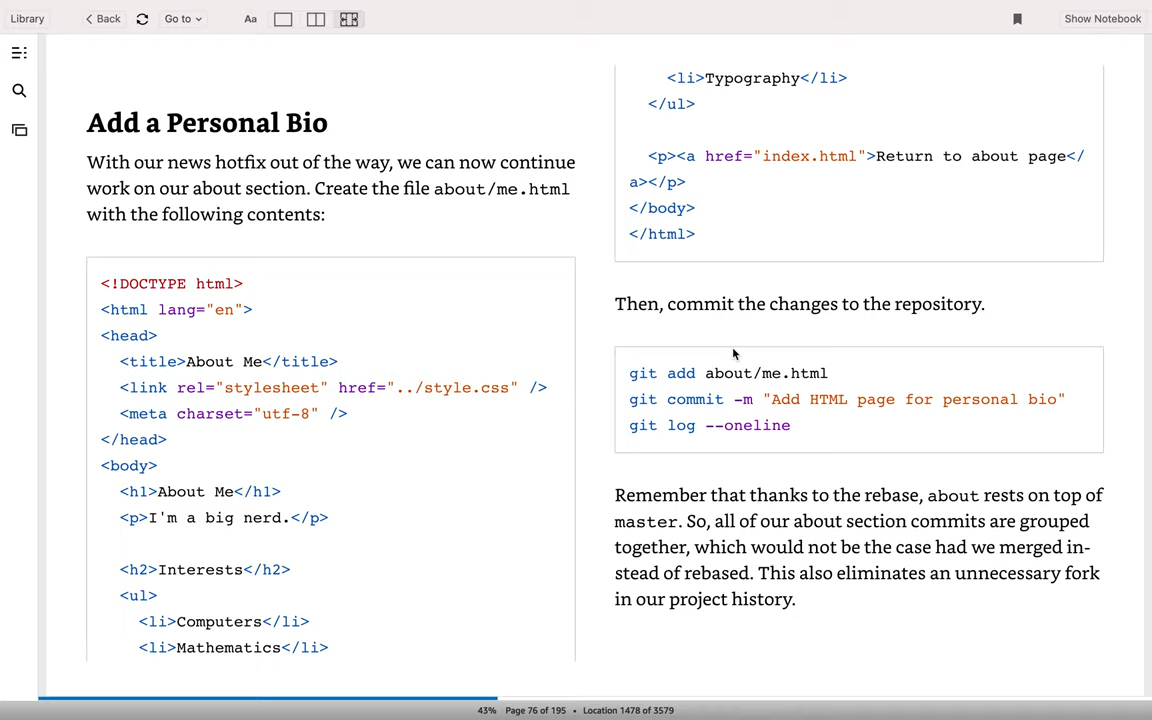 Library
Back
Go to
Aa
Show Notebook
Add a Personal Bio
With our news hotfix out of the way, we can now continue
work on our about section. Create the file about/me.html
with the following contents:
<!DOCTYPE html>
<html lang="en">
<head>
<title>About Me</title>
<link rel="stylesheet" href="../style.css" />
<meta charset="utf-8" />
</head>
<body>
<h1>About Me</h1>
<p>I'm a big nerd.</p>
<h2>Interests</h2>
<ul>
<li>Computers</li>
<li>Mathematics</li>
<li>Typography</li>
</ul>
<p><a href="index.html">Return to about page</
a></p>
</body>
</html>
Then, commit the changes to the repository.
git add about/me.html
git commit -m "Add HTML page for personal bio"
git log --oneline
Remember that thanks to the rebase, about rests on top of
master. So, all of our about section commits are grouped
together, which would not be the case had we merged in-
stead of rebased. This also eliminates an unnecessary fork
in our project history.
43% Page 76 of 195 • Location 1478 of 3579